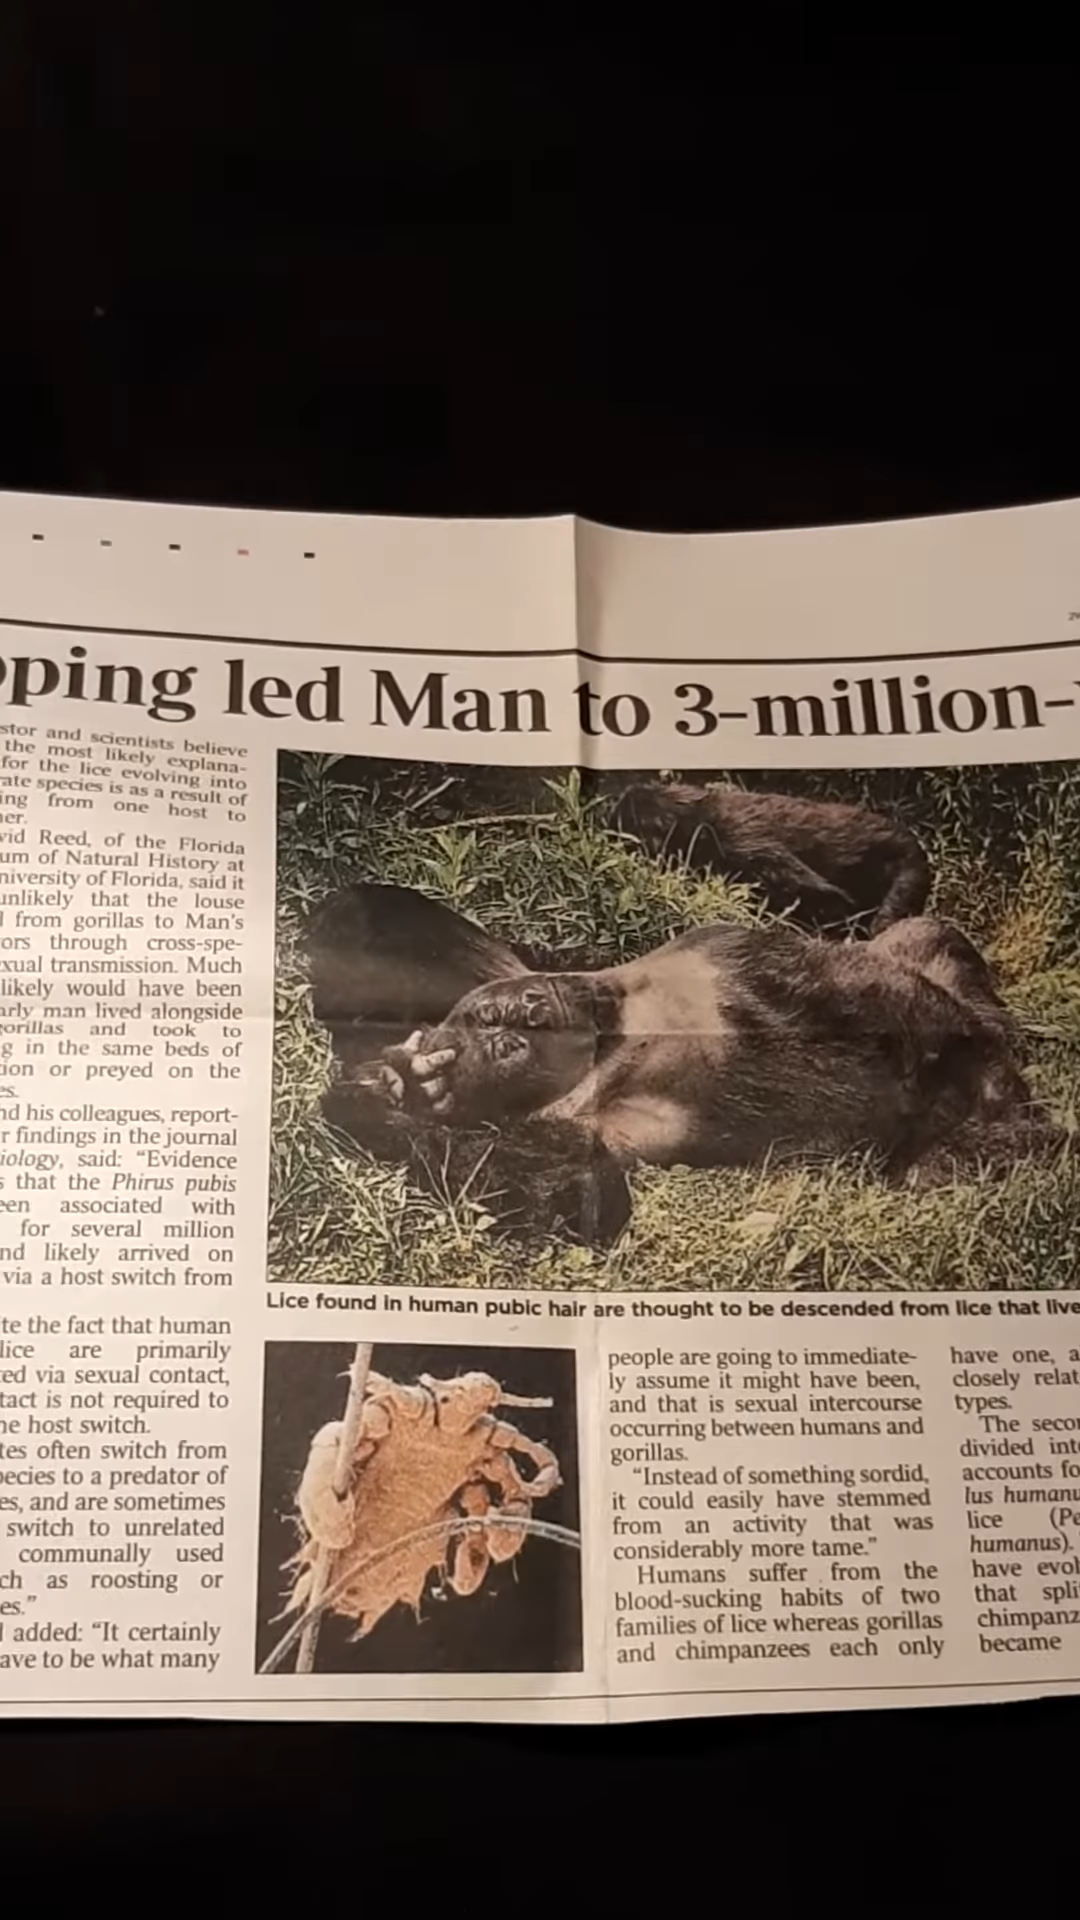 pping led Man to 3-million-
stor and scientists believe
the most likely explana-
for the lice evolving into
ate species is as a result of
ing from one host to
er.
vid Reed, of the Florida
um of Natural History at
niversity of Florida, said it
unlikely that the louse
from gorillas to Man's
ors through cross-spe-
xual transmission. Much
likely would have been
arly man lived alongside
gorillas and took to
g in the same beds of
ion or preyed on the
es.
nd his colleagues, report-
r findings in the journal
iology, said: “Evidence
s that the Phirus pubis
een associated with
for several million
nd likely arrived on
via a host switch from
te the fact that human
lice are primarily
ed via sexual contact,
tact is not required to
he host switch.
tes often switch from
pecies to a predator of
es, and are sometimes
switch to unrelated
communally used
ch as roosting or
es.”
added: “It certainly
ave to be what many
Lice found in human pubic hair are thought to be descended from lice that live
people are going to immediate-
ly assume it might have been,
and that is sexual intercourse
occurring between humans and
gorillas.
“Instead of something sordid,
it could easily have stemmed
from an activity that was
considerably more tame.”
Humans suffer from the
blood-sucking habits of two
families of lice whereas gorillas
and chimpanzees each only
have one, a
closely relat
types.
The secon
divided into
accounts fo
lus humanu
lice (Pe
humanus).
have evol
that spli
chimpanz
became